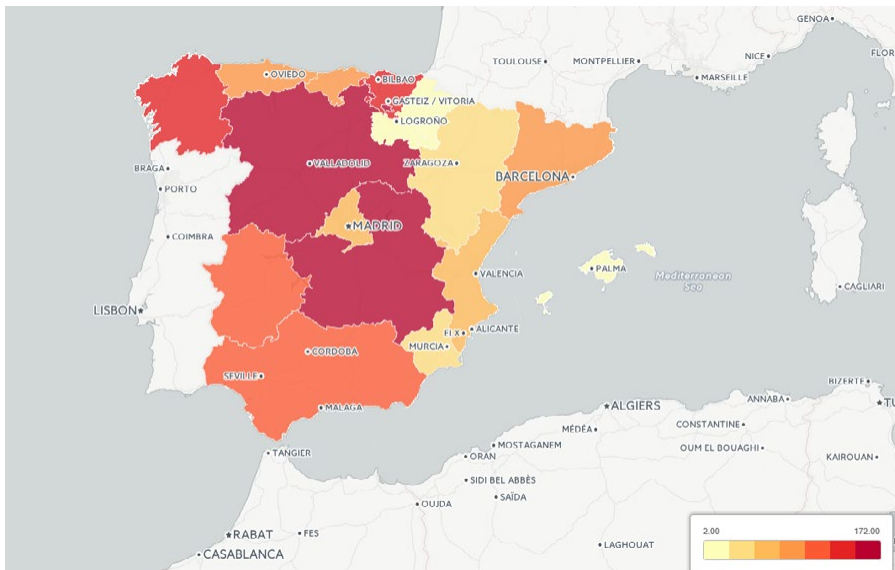 GENOA
TOULOUSE
MONTPELLIER
NICE
FLOR
MARSEILLE
OVIEDO
BILBAO
GASTEIZ / VITORIA
LOGROÑO
BRAGA
VALLADOLID
ZARAGOZA
BARCELONA
PORTO
MADRID
COIMBRA
PALMA
Mediterranean
Sea
VALENCIA
CAGLIARI
LISBON
ALICANTE
MURCIA
CORDOBA
SEVILLE
BIZERTE
MALAGA
ALGIERS
ANNABA
TU
MÉDÉA
CONSTANTINE
MOSTAGANEM
OUM EL BOUAGHI
TANGIER
ORAN
KAIROUAN
SIDI BEL ABBÈS
SAÏDA
OUJDA
RABAT
FES
CASABLANCA
LAGHOUAT
2.00 172.00